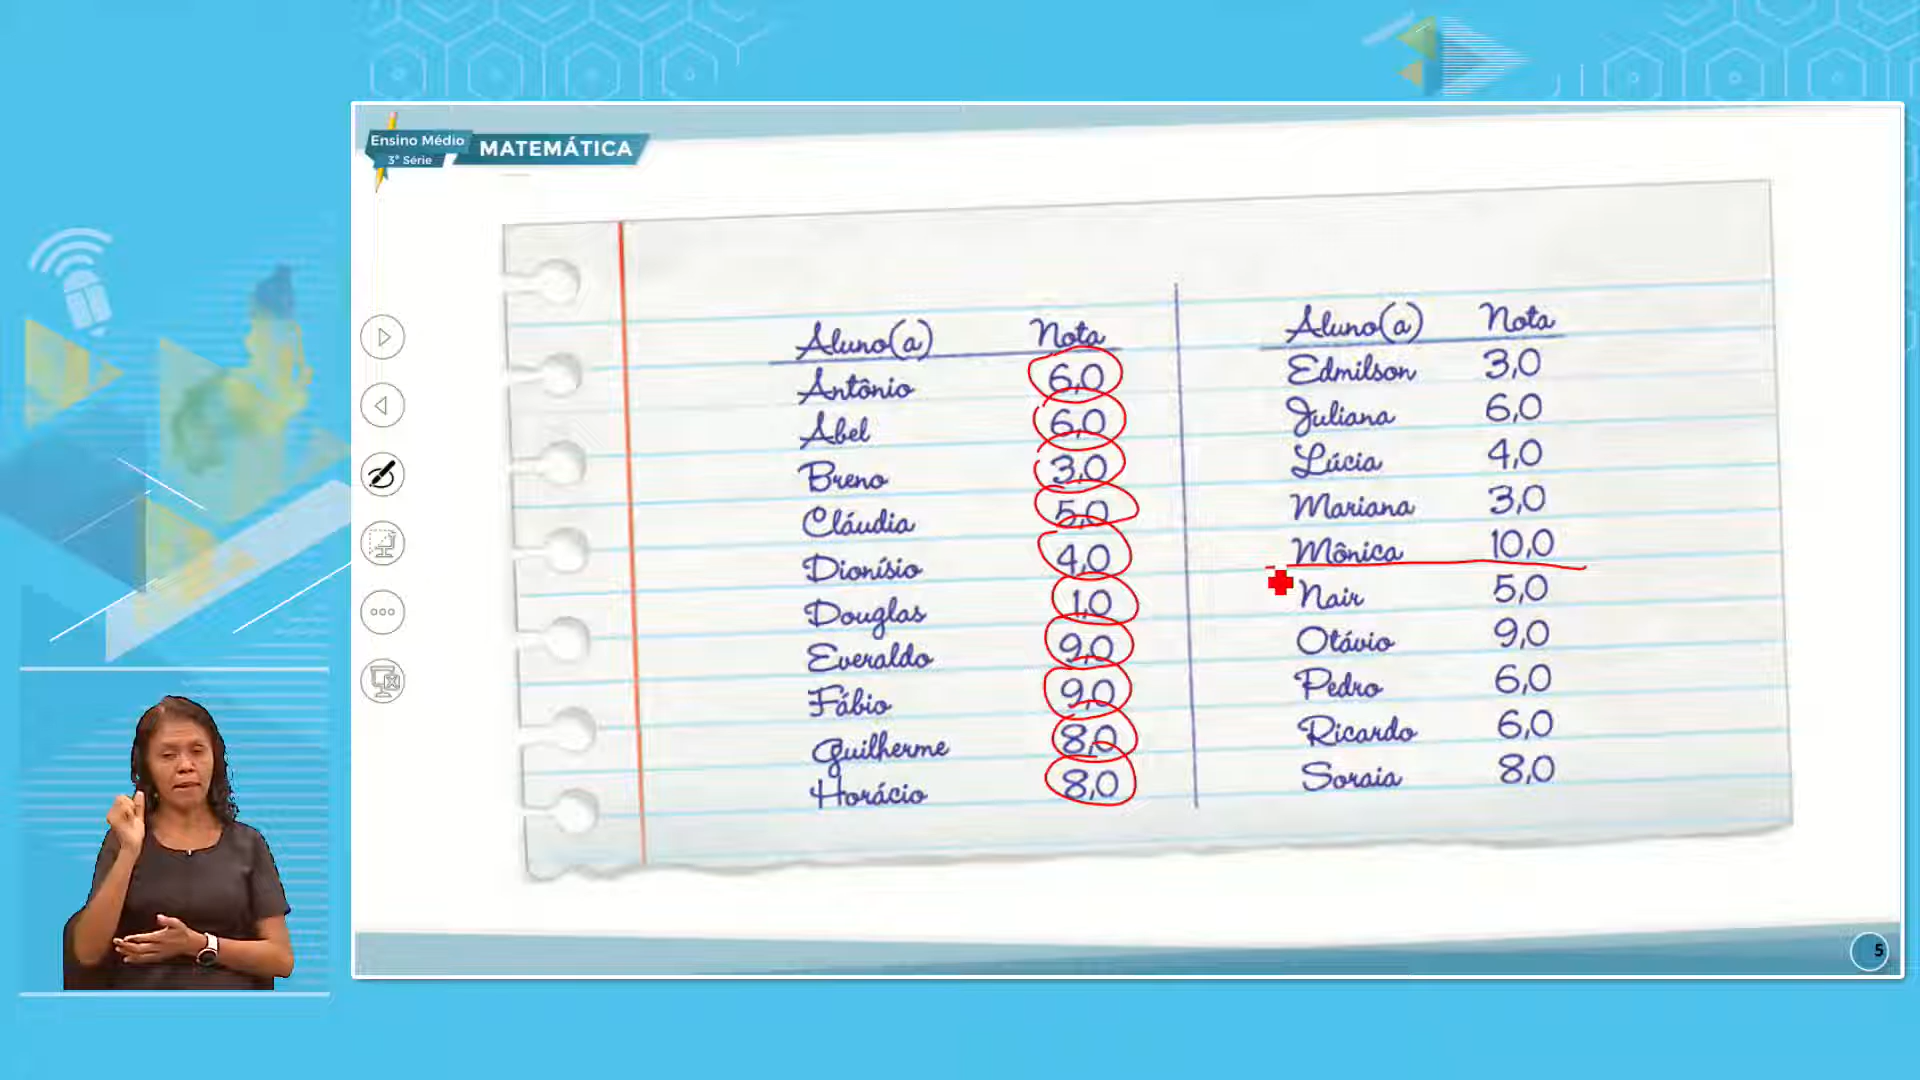 Ensino Médio
3ª Série
MATEMÁTICA
Aluno(a) Nota
Antônio 6,0
Abel 6,0
Breno 3,0
Cláudia 5,0
Dionísio 4,0
Douglas 1,0
Everaldo 9,0
Fábio 9,0
Guilherme 8,0
Horácio 8,0
Aluno(a) Nota
Edmilson 3,0
Juliana 6,0
Lúcia 4,0
Mariana 3,0
Mônica 10,0
Nair 5,0
Otávio 9,0
Pedro 6,0
Ricardo 6,0
Soraia 8,0
5